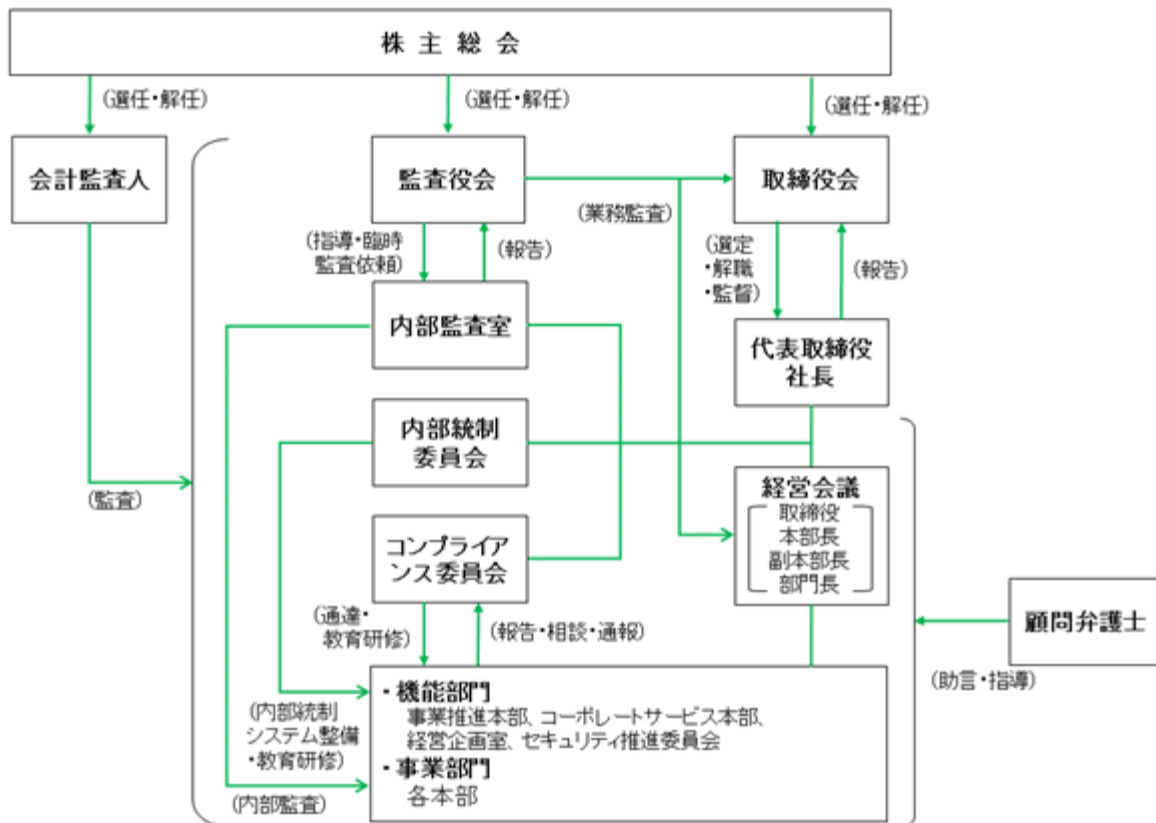 株主総会
(選任・解任)
(選任・解任)
(選任・解任)
会計監査人
監査役会
取締役会
(業務監査)
(指導・臨時
監査依頼)
(報告)
(選定
・解職
・監督)
(報告)
内部監査室
代表取締役
社長
内部統制
委員会
(監査)
経営会議
取締役
本部長
副本部長
部門長
コンプライア
ンス委員会
(通達・
教育研修)
(報告・相談・通報)
顧問弁護士
(助言・指導)
・機能部門
事業推進本部、コーポレートサービス本部、
経営企画室、セキュリティ推進委員会
・事業部門
各本部
(内部統制
システム整備
・教育研修)
(内部監査)